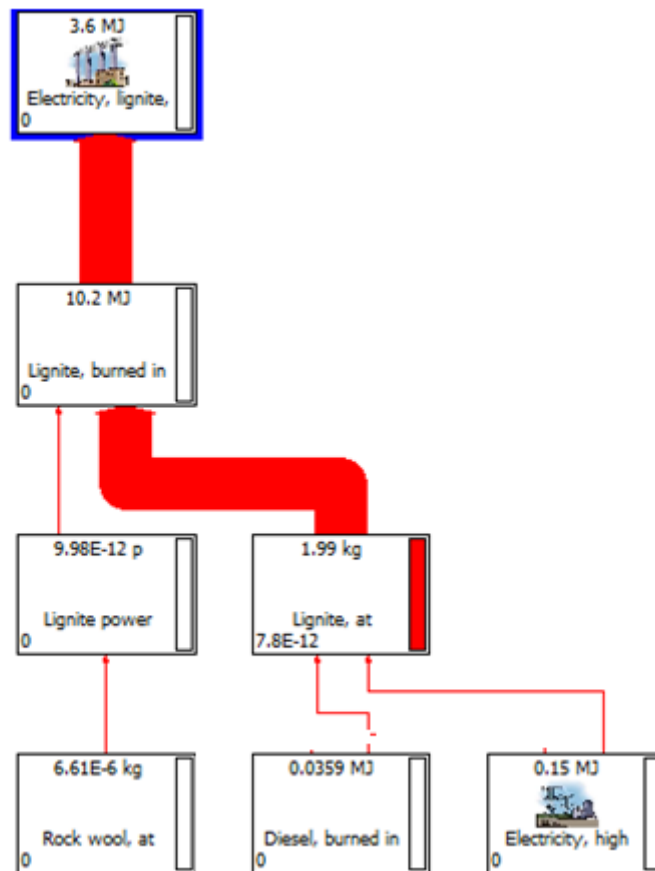 3.6 MJ
Electricity, lignite,
0
10.2 MJ
Lignite, burned in
0
9.98E-12 p
Lignite power
0
1.99 kg
Lignite, at
7.8E-12
6.61E-6 kg
Rock wool, at
0
0.0359 MJ
Diesel, burned in
0
0.15 MJ
Electricity, high
0